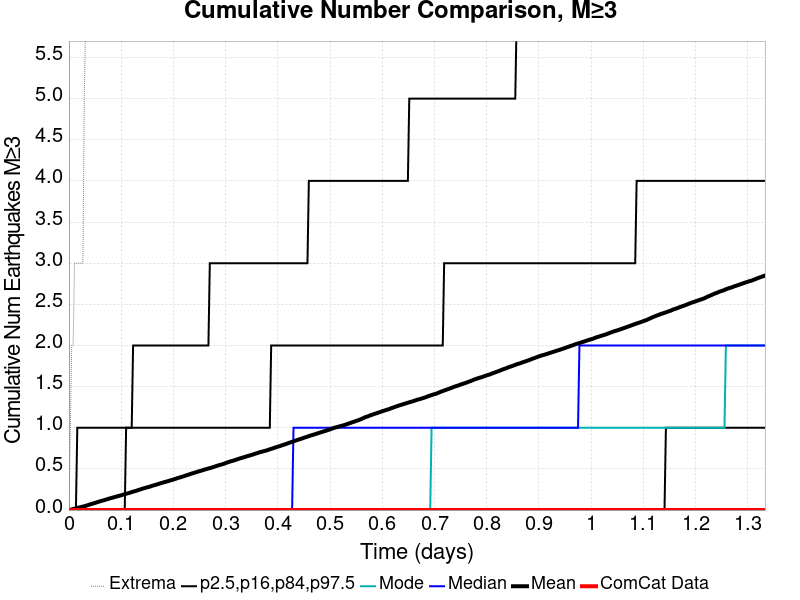 Cumulative Number Comparison, M≥3
Cumulative Num Earthquakes M≥3
5.5
5.0
4.5
4.0
3.5
3.0
2.5
2.0
1.5
1.0
0.5
0.0
0 0.1 0.2 0.3 0.4 0.5 0.6 0.7 0.8 0.9 1 1.1 1.2 1.3
Time (days)
Extrema p2.5,p16,p84,p97.5 Mode Median Mean ComCat Data